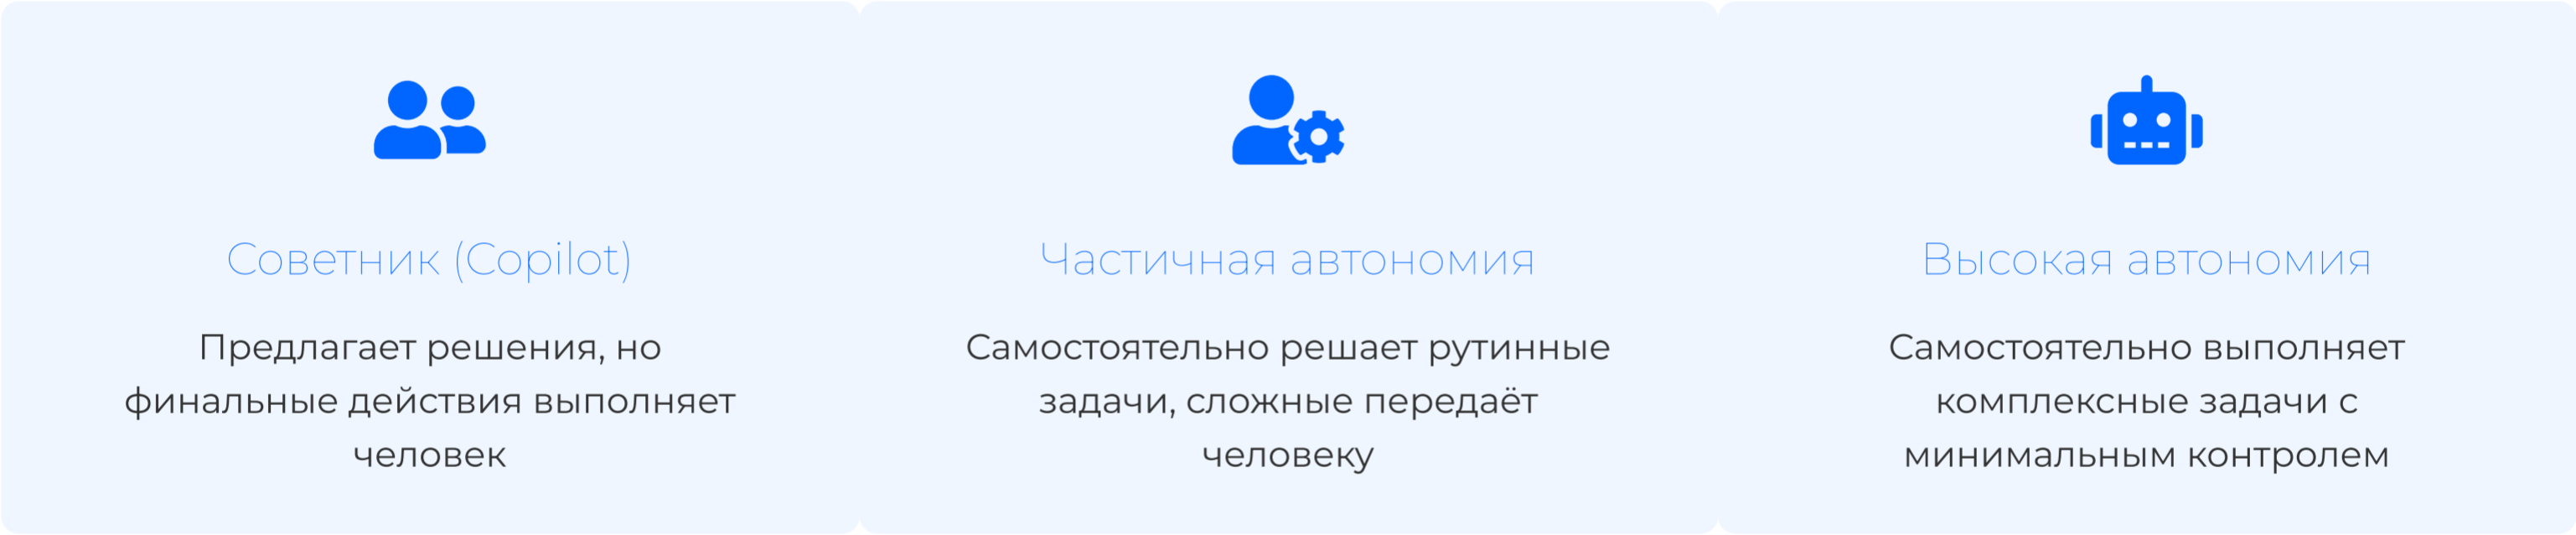 Советник (Copilot)
Предлагает решения, но
финальные действия выполняет
человек
Частичная автономия
Самостоятельно решает рутинные
задачи, сложные передаёт
человеку
Высокая автономия
Самостоятельно выполняет
комплексные задачи с
минимальным контролем